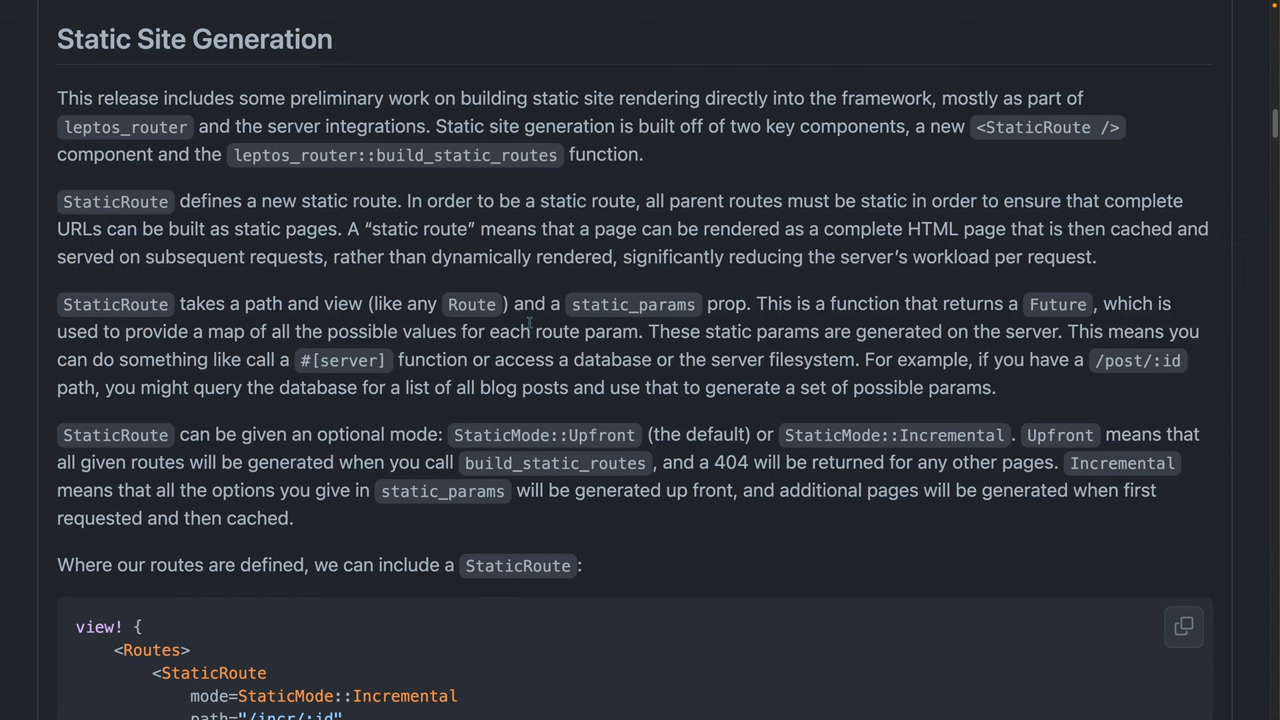 Static Site Generation
This release includes some preliminary work on building static site rendering directly into the framework, mostly as part of
leptos_router and the server integrations. Static site generation is built off of two key components, a new <StaticRoute />
component and the leptos_router::build_static_routes function.
StaticRoute defines a new static route. In order to be a static route, all parent routes must be static in order to ensure that complete
URLs can be built as static pages. A “static route” means that a page can be rendered as a complete HTML page that is then cached and
served on subsequent requests, rather than dynamically rendered, significantly reducing the server’s workload per request.
StaticRoute takes a path and view (like any Route) and a static_params prop. This is a function that returns a Future, which is
used to provide a map of all the possible values for each route param. These static params are generated on the server. This means you
can do something like call a #[server] function or access a database or the server filesystem. For example, if you have a /post/:id
path, you might query the database for a list of all blog posts and use that to generate a set of possible params.
StaticRoute can be given an optional mode: StaticMode::Upfront (the default) or StaticMode::Incremental. Upfront means that
all given routes will be generated when you call build_static_routes, and a 404 will be returned for any other pages. Incremental
means that all the options you give in static_params will be generated up front, and additional pages will be generated when first
requested and then cached.
Where our routes are defined, we can include a StaticRoute:
view! {
<Routes>
<StaticRoute
mode=StaticMode::Incremental
path="/incr/:id"